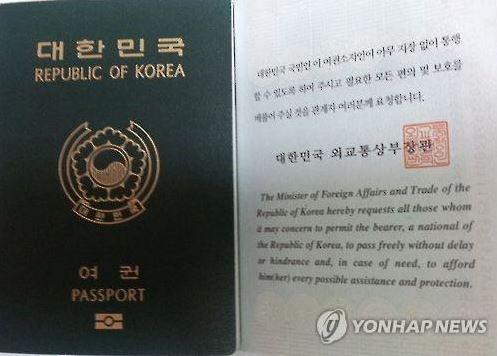 대한민국
REPUBLIC OF KOREA
대한민국
여권
PASSPORT
대한민국 국민인 이 여권소지인이 아무 지장 없이 통행
할 수 있도록 하여 주시고 필요한 모든 편의 및 보호를
베풀어 주실 것을 관계자 여러분께 요청합니다.
대한민국 외교통상부장관
The Minister of Foreign Affairs and Trade of the
Republic of Korea hereby requests all those whom
it may concern to permit the bearer, a national of
the Republic of Korea, to pass freely without delay
or hindrance and, in case of need, to afford
him(her) every possible assistance and protection.
YONHAP NEWS